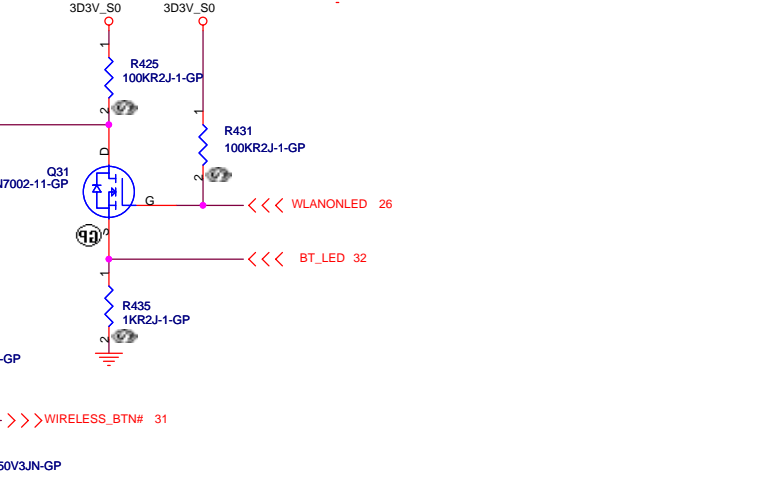 3D3V_S0 3D3V_S0
1
R425
100KR2J-1-GP
2
1
R431
100KR2J-1-GP
2
D
Q31
N7002-11-GP
G
WLANONLED 26
GP
S
BT_LED 32
1
R435
1KR2J-1-GP
2
-GP
WIRELESS_BTN# 31
50V3JN-GP